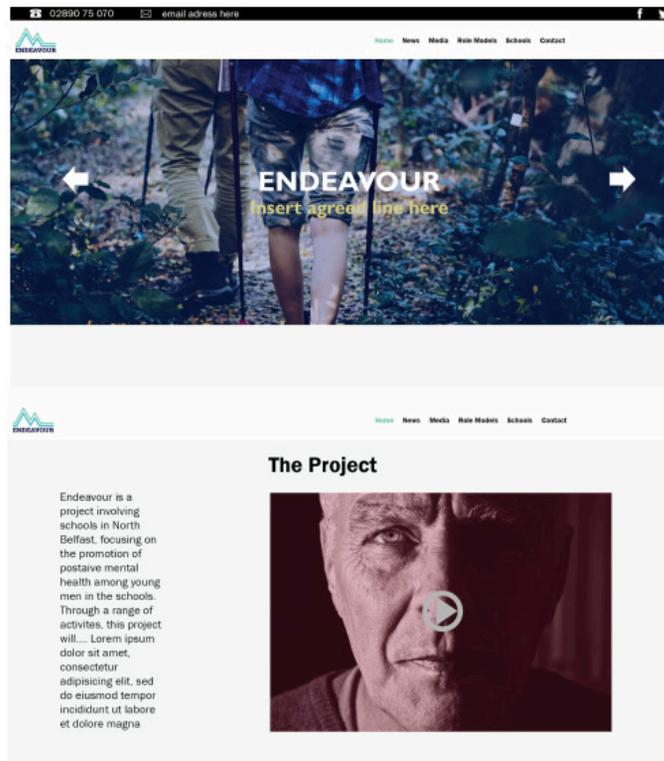 02890 75 070 email adress here
ENDEAVOUR
Home News Media Role Models Schools Contact
ENDEAVOUR
Insert agreed line here
ENDEAVOUR
Home News Media Role Models Schools Contact
The Project
Endeavour is a
project involving
schools in North
Belfast, focusing on
the promotion of
postaive mental
health among young
men in the schools.
Through a range of
activites, this project
will.... Lorem ipsum
dolor sit amet,
consectetur
adipisicing elit, sed
do eiusmod tempor
incididunt ut labore
et dolore magna